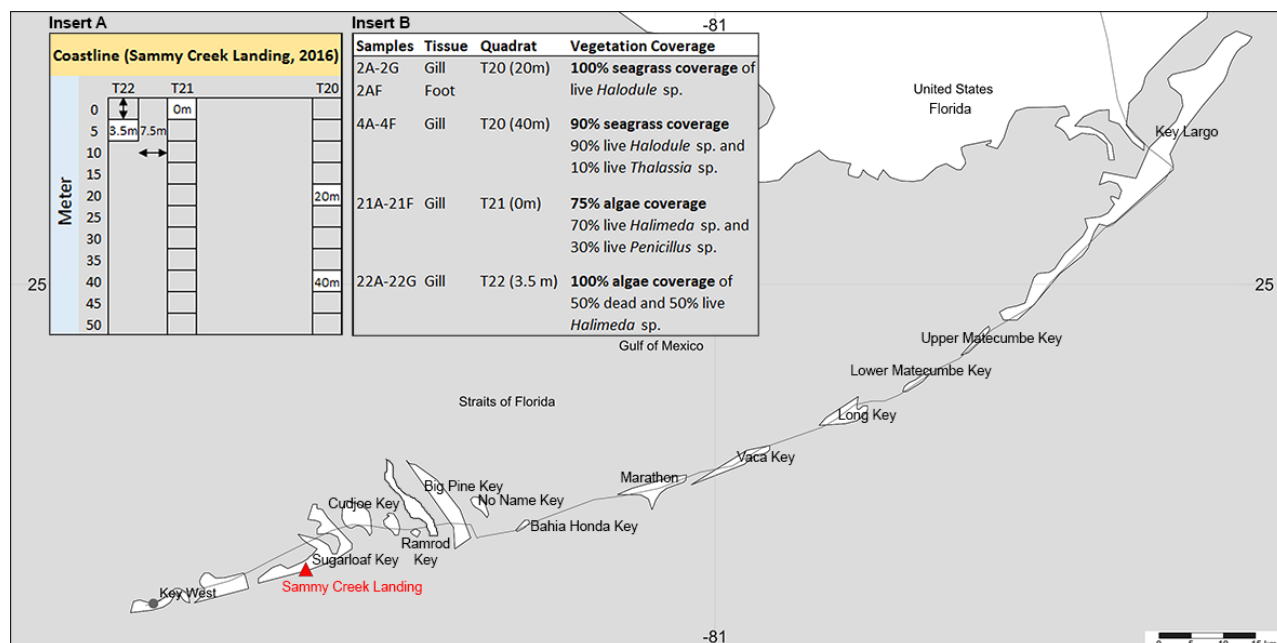 Insert A
Coastline (Sammy Creek Landing, 2016)
T22 T21 T20
Meter
0 0m
5 3.5m 7.5m
10
15
20 20m
25
30
35
40 40m
45
50
Insert B
Samples Tissue Quadrat Vegetation Coverage
2A-2G Gill T20 (20m) 100% seagrass coverage of
2AF Foot live Halodule sp.
4A-4F Gill T20 (40m) 90% seagrass coverage
90% live Halodule sp. and
10% live Thalassia sp.
21A-21F Gill T21 (0m) 75% algae coverage
70% live Halimeda sp. and
30% live Penicillus sp.
22A-22G Gill T22 (3.5 m) 100% algae coverage of
50% dead and 50% live
Halimeda sp.
-81
United States
Florida
Key Largo
25 25
Upper Matecumbe Key
Gulf of Mexico
Lower Matecumbe Key
Straits of Florida
Long Key
Vaca Key
Marathon
Big Pine Key
No Name Key
Cudjoe Key
Bahia Honda Key
Ramrod
Key
Sugarloaf Key
Sammy Creek Landing
Key West
-81